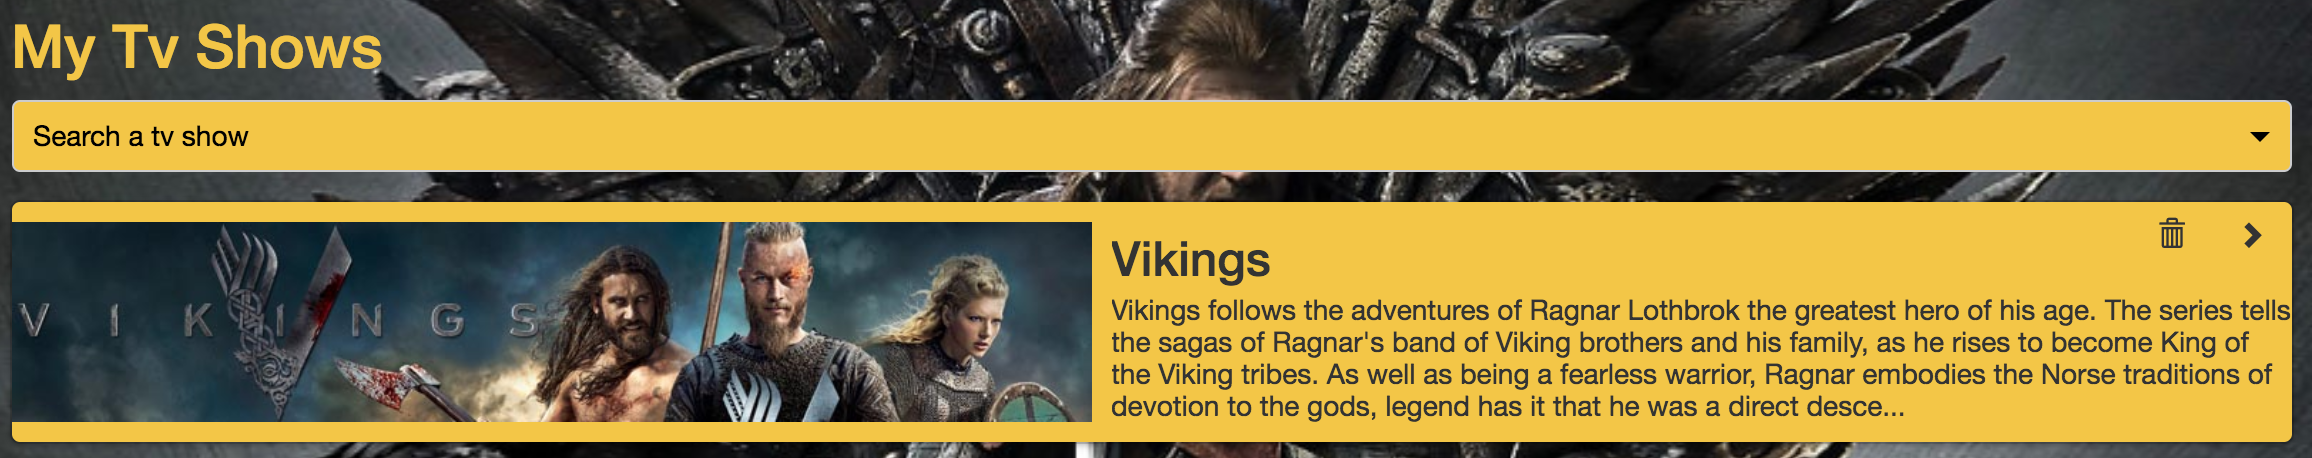 My Tv Shows
Search a tv show
VIKINGS
Vikings
Vikings follows the adventures of Ragnar Lothbrok the greatest hero of his age. The series tells
the sagas of Ragnar's band of Viking brothers and his family, as he rises to become King of
the Viking tribes. As well as being a fearless warrior, Ragnar embodies the Norse traditions of
devotion to the gods, legend has it that he was a direct desce...